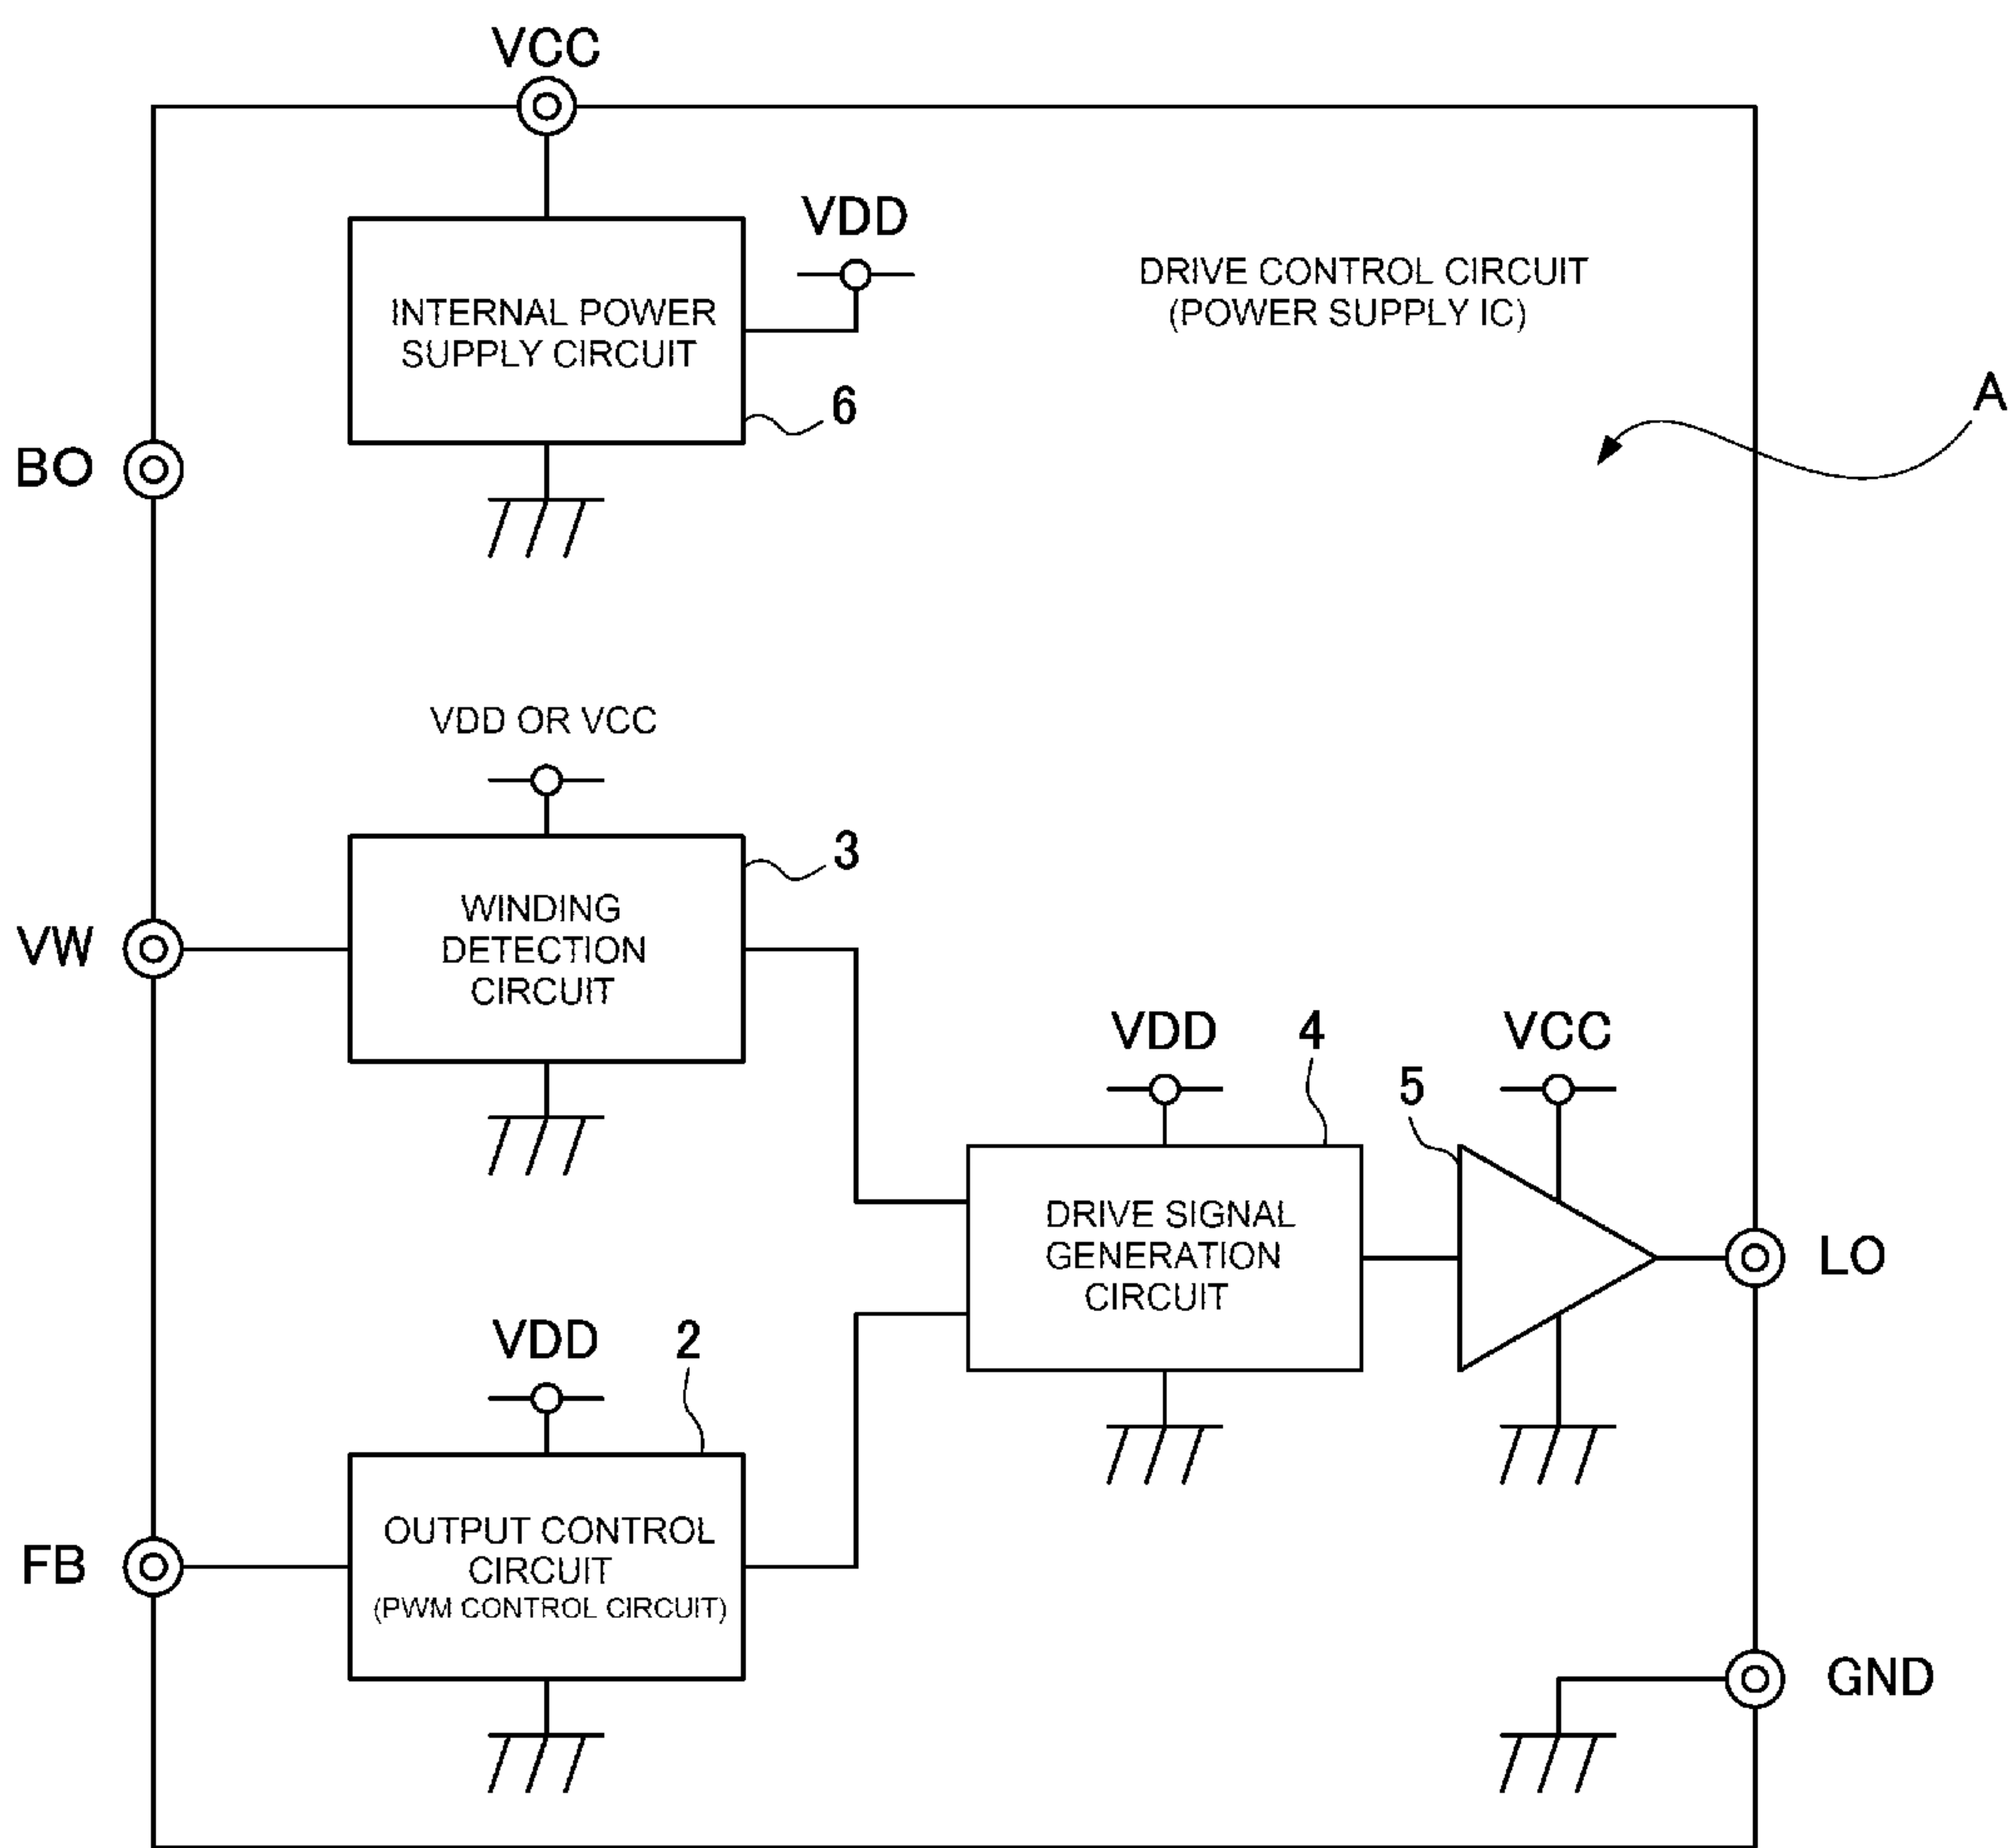 VCC
VDD
INTERNAL POWER
SUPPLY CIRCUIT
6
DRIVE CONTROL CIRCUIT
(POWER SUPPLY IC)
A
BO
VDD OR VCC
3
WINDING
DETECTION
CIRCUIT
VW
VDD
4
VCC
5
DRIVE SIGNAL
GENERATION
CIRCUIT
LO
VDD
2
OUTPUT CONTROL
CIRCUIT
(PWM CONTROL CIRCUIT)
FB
GND